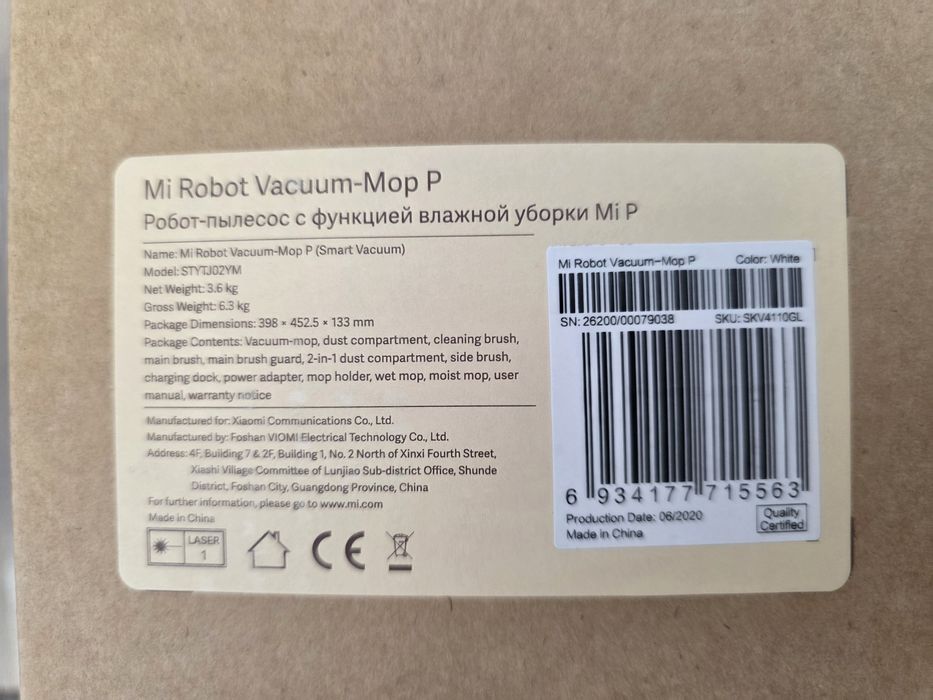 Mi Robot Vacuum-Mop P
Робот-пылесос с функцией влажной уборки Mi P
Name: Mi Robot Vacuum-Mop P (Smart Vacuum)
Model: STYTJ02YM
Net Weight: 3.6 kg
Gross Weight: 6.3 kg
Package Dimensions: 398 × 452.5 × 133 mm
Package Contents: Vacuum-mop, dust compartment, cleaning brush,
main brush, main brush guard, 2-in-1 dust compartment, side brush,
charging dock, power adapter, mop holder, wet mop, moist mop, user
manual, warranty notice
Manufactured for: Xiaomi Communications Co., Ltd.
Manufactured by: Foshan VIOMI Electrical Technology Co., Ltd.
Address: 4F, Building 7 & 2F, Building 1, No. 2 North of Xinxi Fourth Street,
Xiashi Village Committee of Lunjiao Sub-district Office, Shunde
District, Foshan City, Guangdong Province, China
For further information, please go to www.mi.com
Made in China
LASER
1
CE
Mi Robot Vacuum-Mop P Color: White
SN: 26200/00079038 SKU: SKV4110GL
6 934177 715563
Production Date: 06/2020
Made in China
Quality
Certified